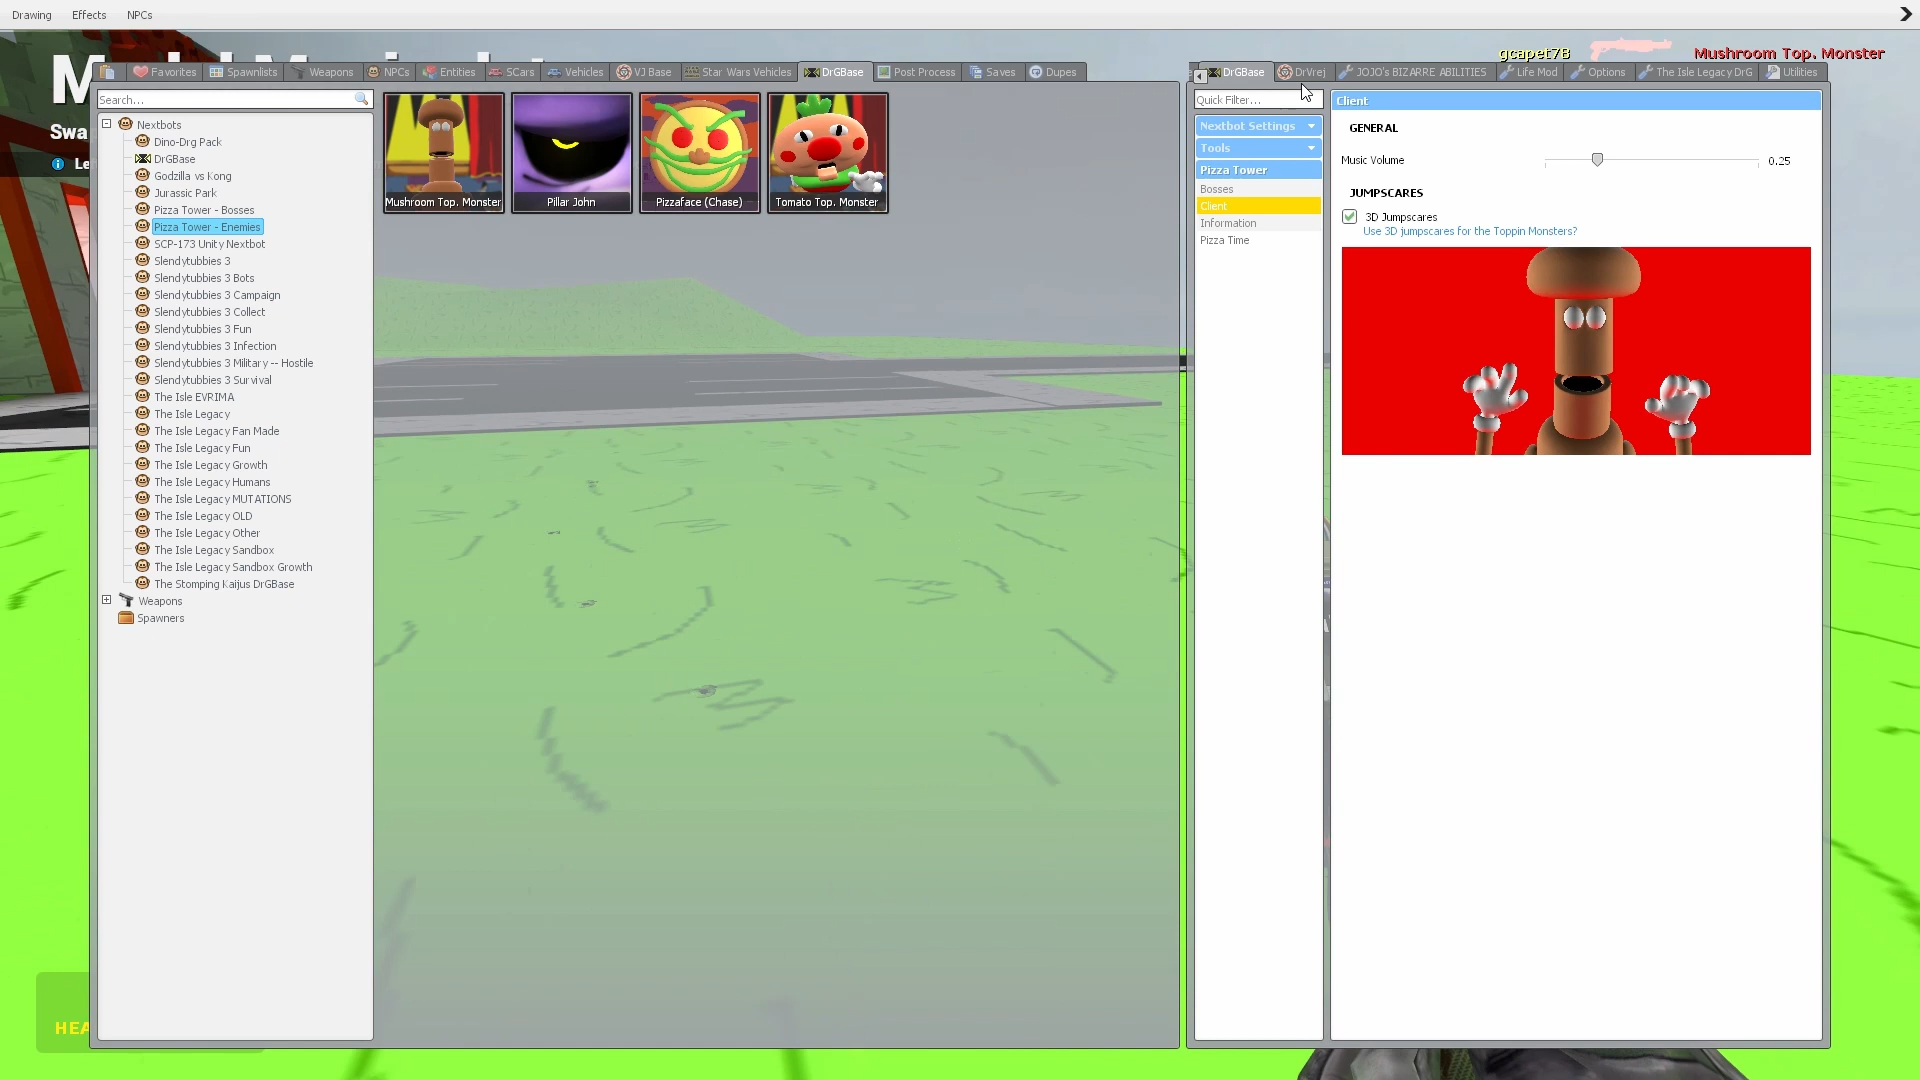 Drawing Effects NPCs
gcapet7B Mushroom Top. Monster
Favorites Spawnlists Weapons NPCs Entities SCars Vehicles VJ Base Star Wars Vehicles DrGBase Post Process Saves Dupes
DrGBase DrVrej JOJO's BIZARRE ABILITIES Life Mod Options The Isle Legacy DrG Utilities
Search...
Nextbots
Dino-Drg Pack
DrGBase
Godzilla vs Kong
Jurassic Park
Pizza Tower - Bosses
Pizza Tower - Enemies
SCP-173 Unity Nextbot
Slendytubbies 3
Slendytubbies 3 Bots
Slendytubbies 3 Campaign
Slendytubbies 3 Collect
Slendytubbies 3 Fun
Slendytubbies 3 Infection
Slendytubbies 3 Military -- Hostile
Slendytubbies 3 Survival
The Isle EVRIMA
The Isle Legacy
The Isle Legacy Fan Made
The Isle Legacy Fun
The Isle Legacy Growth
The Isle Legacy Humans
The Isle Legacy MUTATIONS
The Isle Legacy OLD
The Isle Legacy Other
The Isle Legacy Sandbox
The Isle Legacy Sandbox Growth
The Stomping Kaijus DrGBase
Weapons
Spawners
Mushroom Top. Monster
Pillar John
Pizzaface (Chase)
Tomato Top. Monster
Quick Filter...
Nextbot Settings
Tools
Pizza Tower
Bosses
Client
Information
Pizza Time
Client
GENERAL
Music Volume 0.25
JUMPSCARES
3D Jumpscares
Use 3D jumpscares for the Toppin Monsters?
Swa
Le
HEA